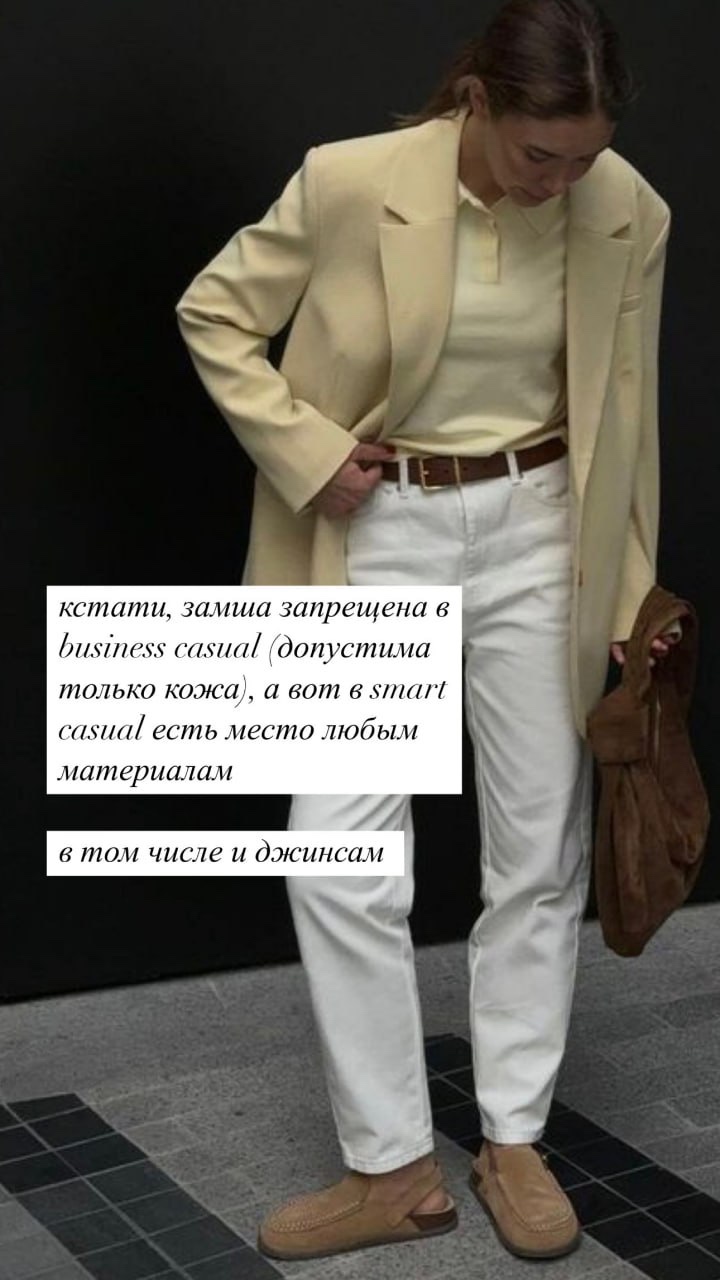 кстати, замша запрещена в
business casual (допустима
только кожа), а вот в smart
casual есть место любым
материалам
в том числе и джинсам